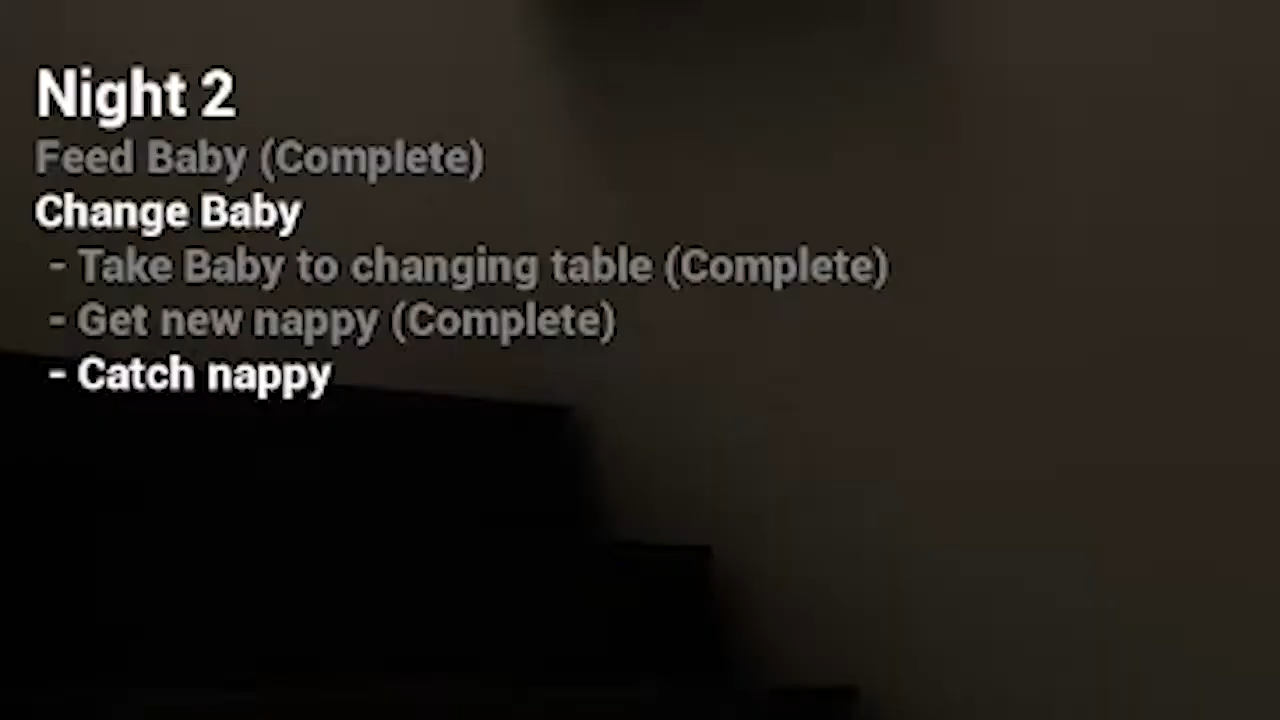 Night 2
Feed Baby (Complete)
Change Baby
- Take Baby to changing table (Complete)
- Get new nappy (Complete)
- Catch nappy